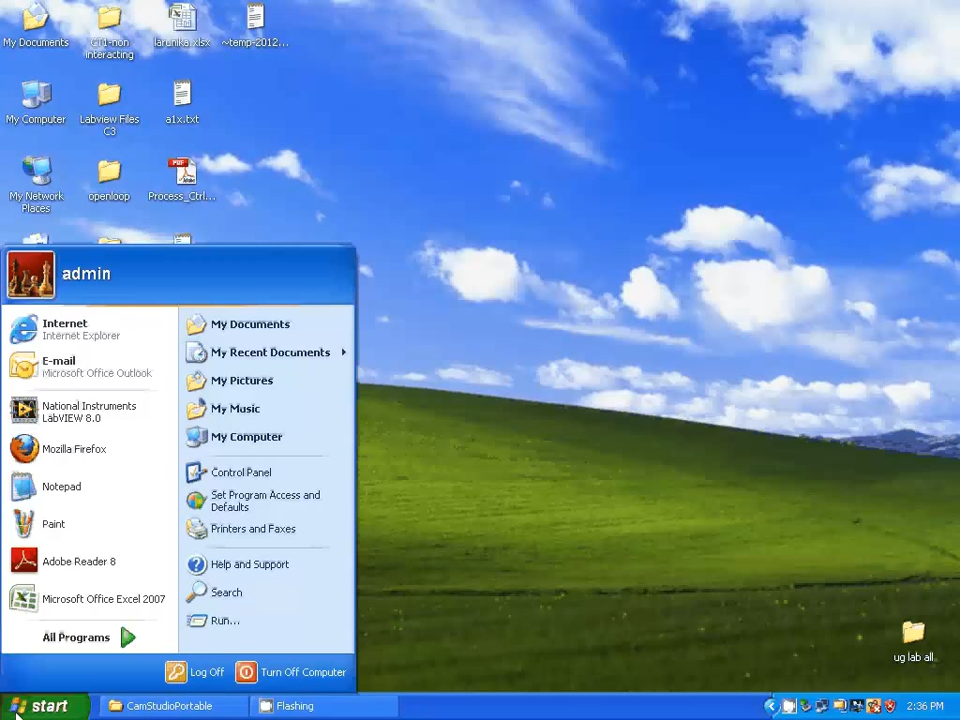 My Documents
CT1-non
interacting
larunika.xlsx
~temp-2012...
My Computer
Labview Files
C3
a1x.txt
My Network
Places
openloop
Process_Ctrl...
admin
Internet
Internet Explorer
E-mail
Microsoft Office Outlook
National Instruments
LabVIEW 8.0
Mozilla Firefox
Notepad
Paint
Adobe Reader 8
Microsoft Office Excel 2007
All Programs
My Documents
My Recent Documents
My Pictures
My Music
My Computer
Control Panel
Set Program Access and
Defaults
Printers and Faxes
Help and Support
Search
Run...
Log Off
Turn Off Computer
ug lab all
start
CamStudioPortable
Flashing
2:36 PM